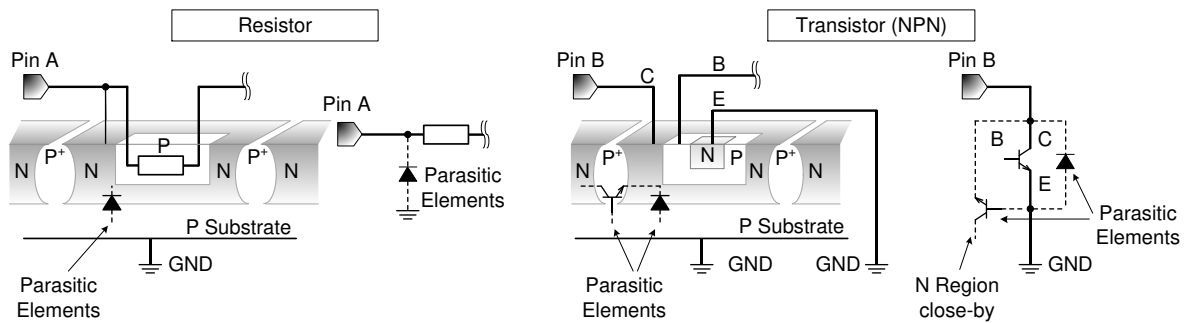 Resistor
Pin A
P
N
P+
N
P+
N
N
Parasitic
Elements
P Substrate
GND
Pin A
Parasitic
Elements
Transistor (NPN)
Pin B
C
B
E
N
P+
N
N
P
P+
N
N
P Substrate
GND
GND
Parasitic
Elements
Pin B
B
C
E
Parasitic
Elements
GND
N Region
close-by